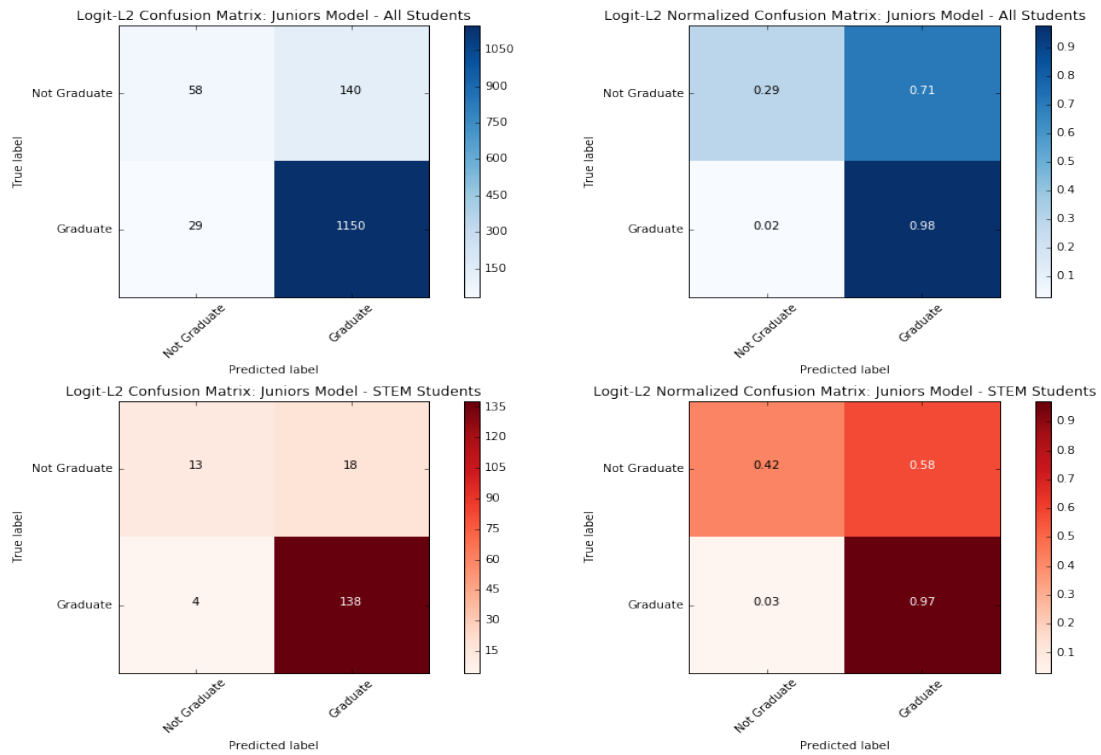 Logit-L2 Confusion Matrix: Juniors Model - All Students
Not Graduate
Graduate
True label
58
140
29
1150
Not Graduate
Graduate
Predicted label
1050
900
750
600
450
300
150
Logit-L2 Normalized Confusion Matrix: Juniors Model - All Students
Not Graduate
Graduate
True label
0.29
0.71
0.02
0.98
Not Graduate
Graduate
Predicted label
0.9
0.8
0.7
0.6
0.5
0.4
0.3
0.2
0.1
Logit-L2 Confusion Matrix: Juniors Model - STEM Students
Not Graduate
Graduate
True label
13
18
4
138
Not Graduate
Graduate
Predicted label
135
120
105
90
75
60
45
30
15
Logit-L2 Normalized Confusion Matrix: Juniors Model - STEM Students
Not Graduate
Graduate
True label
0.42
0.58
0.03
0.97
Not Graduate
Graduate
Predicted label
0.9
0.8
0.7
0.6
0.5
0.4
0.3
0.2
0.1